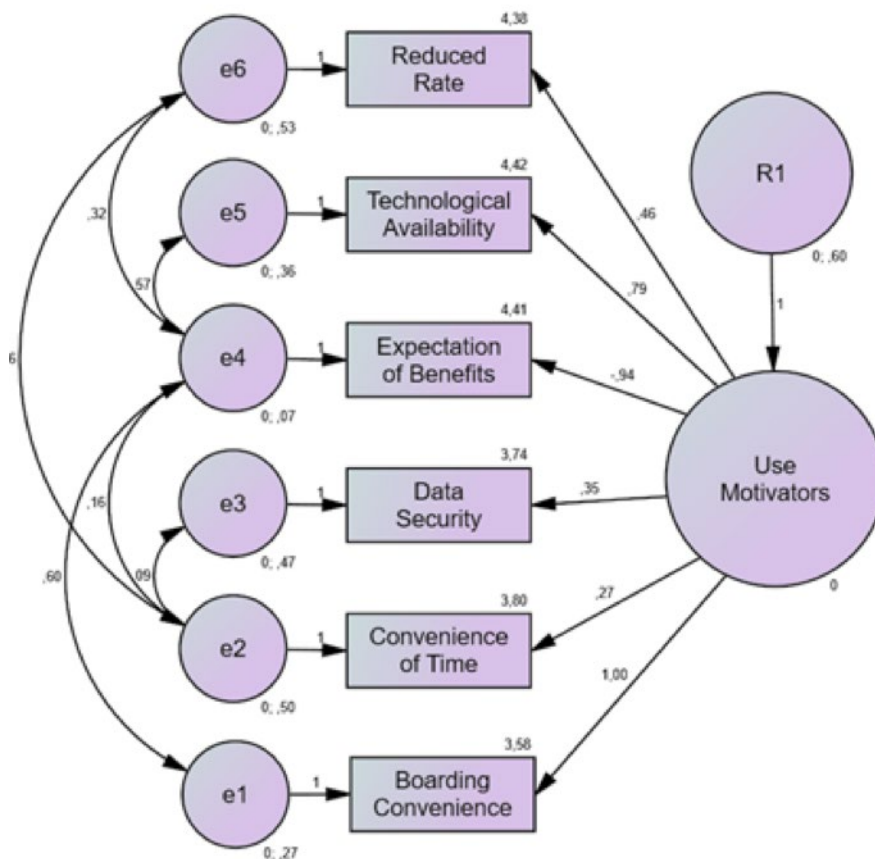 4,38
e6
1
Reduced
Rate
0; ,53
,46
R1
4,42
e5
1
Technological
Availability
,32
0; ,36
,79
0; ,60
,57
1
4,41
e4
1
Expectation
of Benefits
-,94
0; ,07
Use
Motivators
3,74
e3
1
Data
Security
,35
,16
0; ,47
,60
,09
,27
0
3,80
e2
1
Convenience
of Time
0; ,50
1,00
3,58
e1
1
Boarding
Convenience
0; ,27